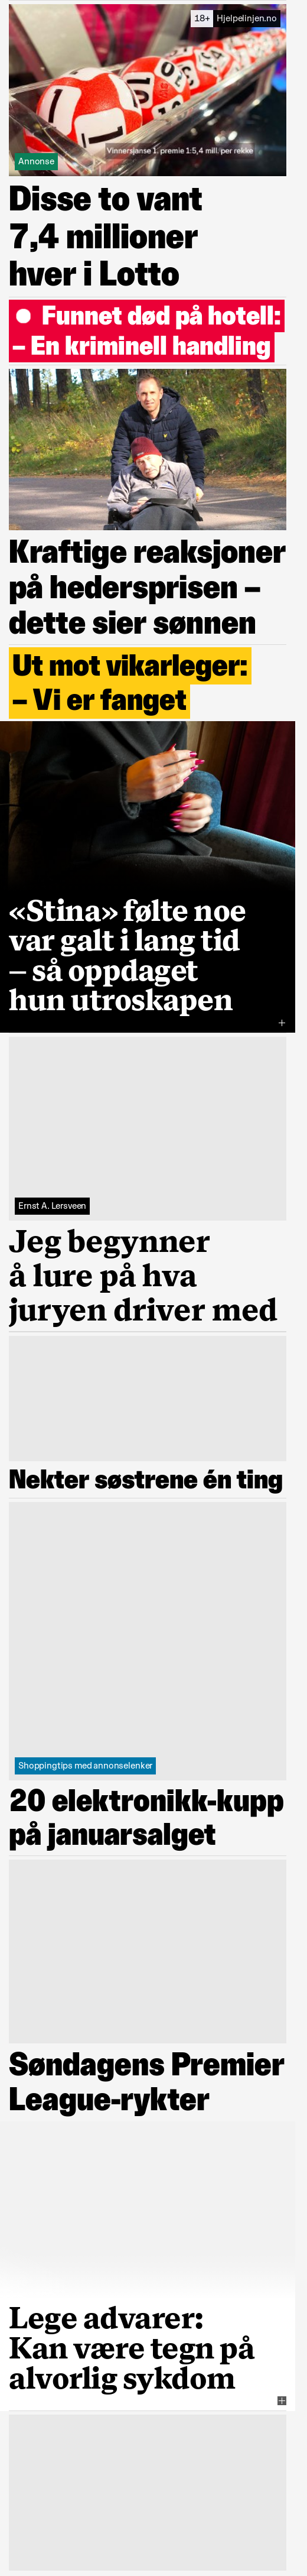 18+ Hjelpelinjen.no
Vinnersjanse 1. premie 1:5,4 mill. per rekke
Annonse
Disse to vant
7,4 millioner
hver i Lotto
Funnet død på hotell:
– En kriminell handling
Kraftige reaksjoner
på hedersprisen –
dette sier sønnen
Ut mot vikarleger:
– Vi er fanget
«Stina» følte noe
var galt i lang tid
– så oppdaget
hun utroskapen
Ernst A. Lersveen
Jeg begynner
å lure på hva
juryen driver med
Nekter søstrene én ting
Shoppingtips med annonselenker
20 elektronikk-kupp
på januarsalget
Søndagens Premier
League-rykter
Lege advarer:
Kan være tegn på
alvorlig sykdom